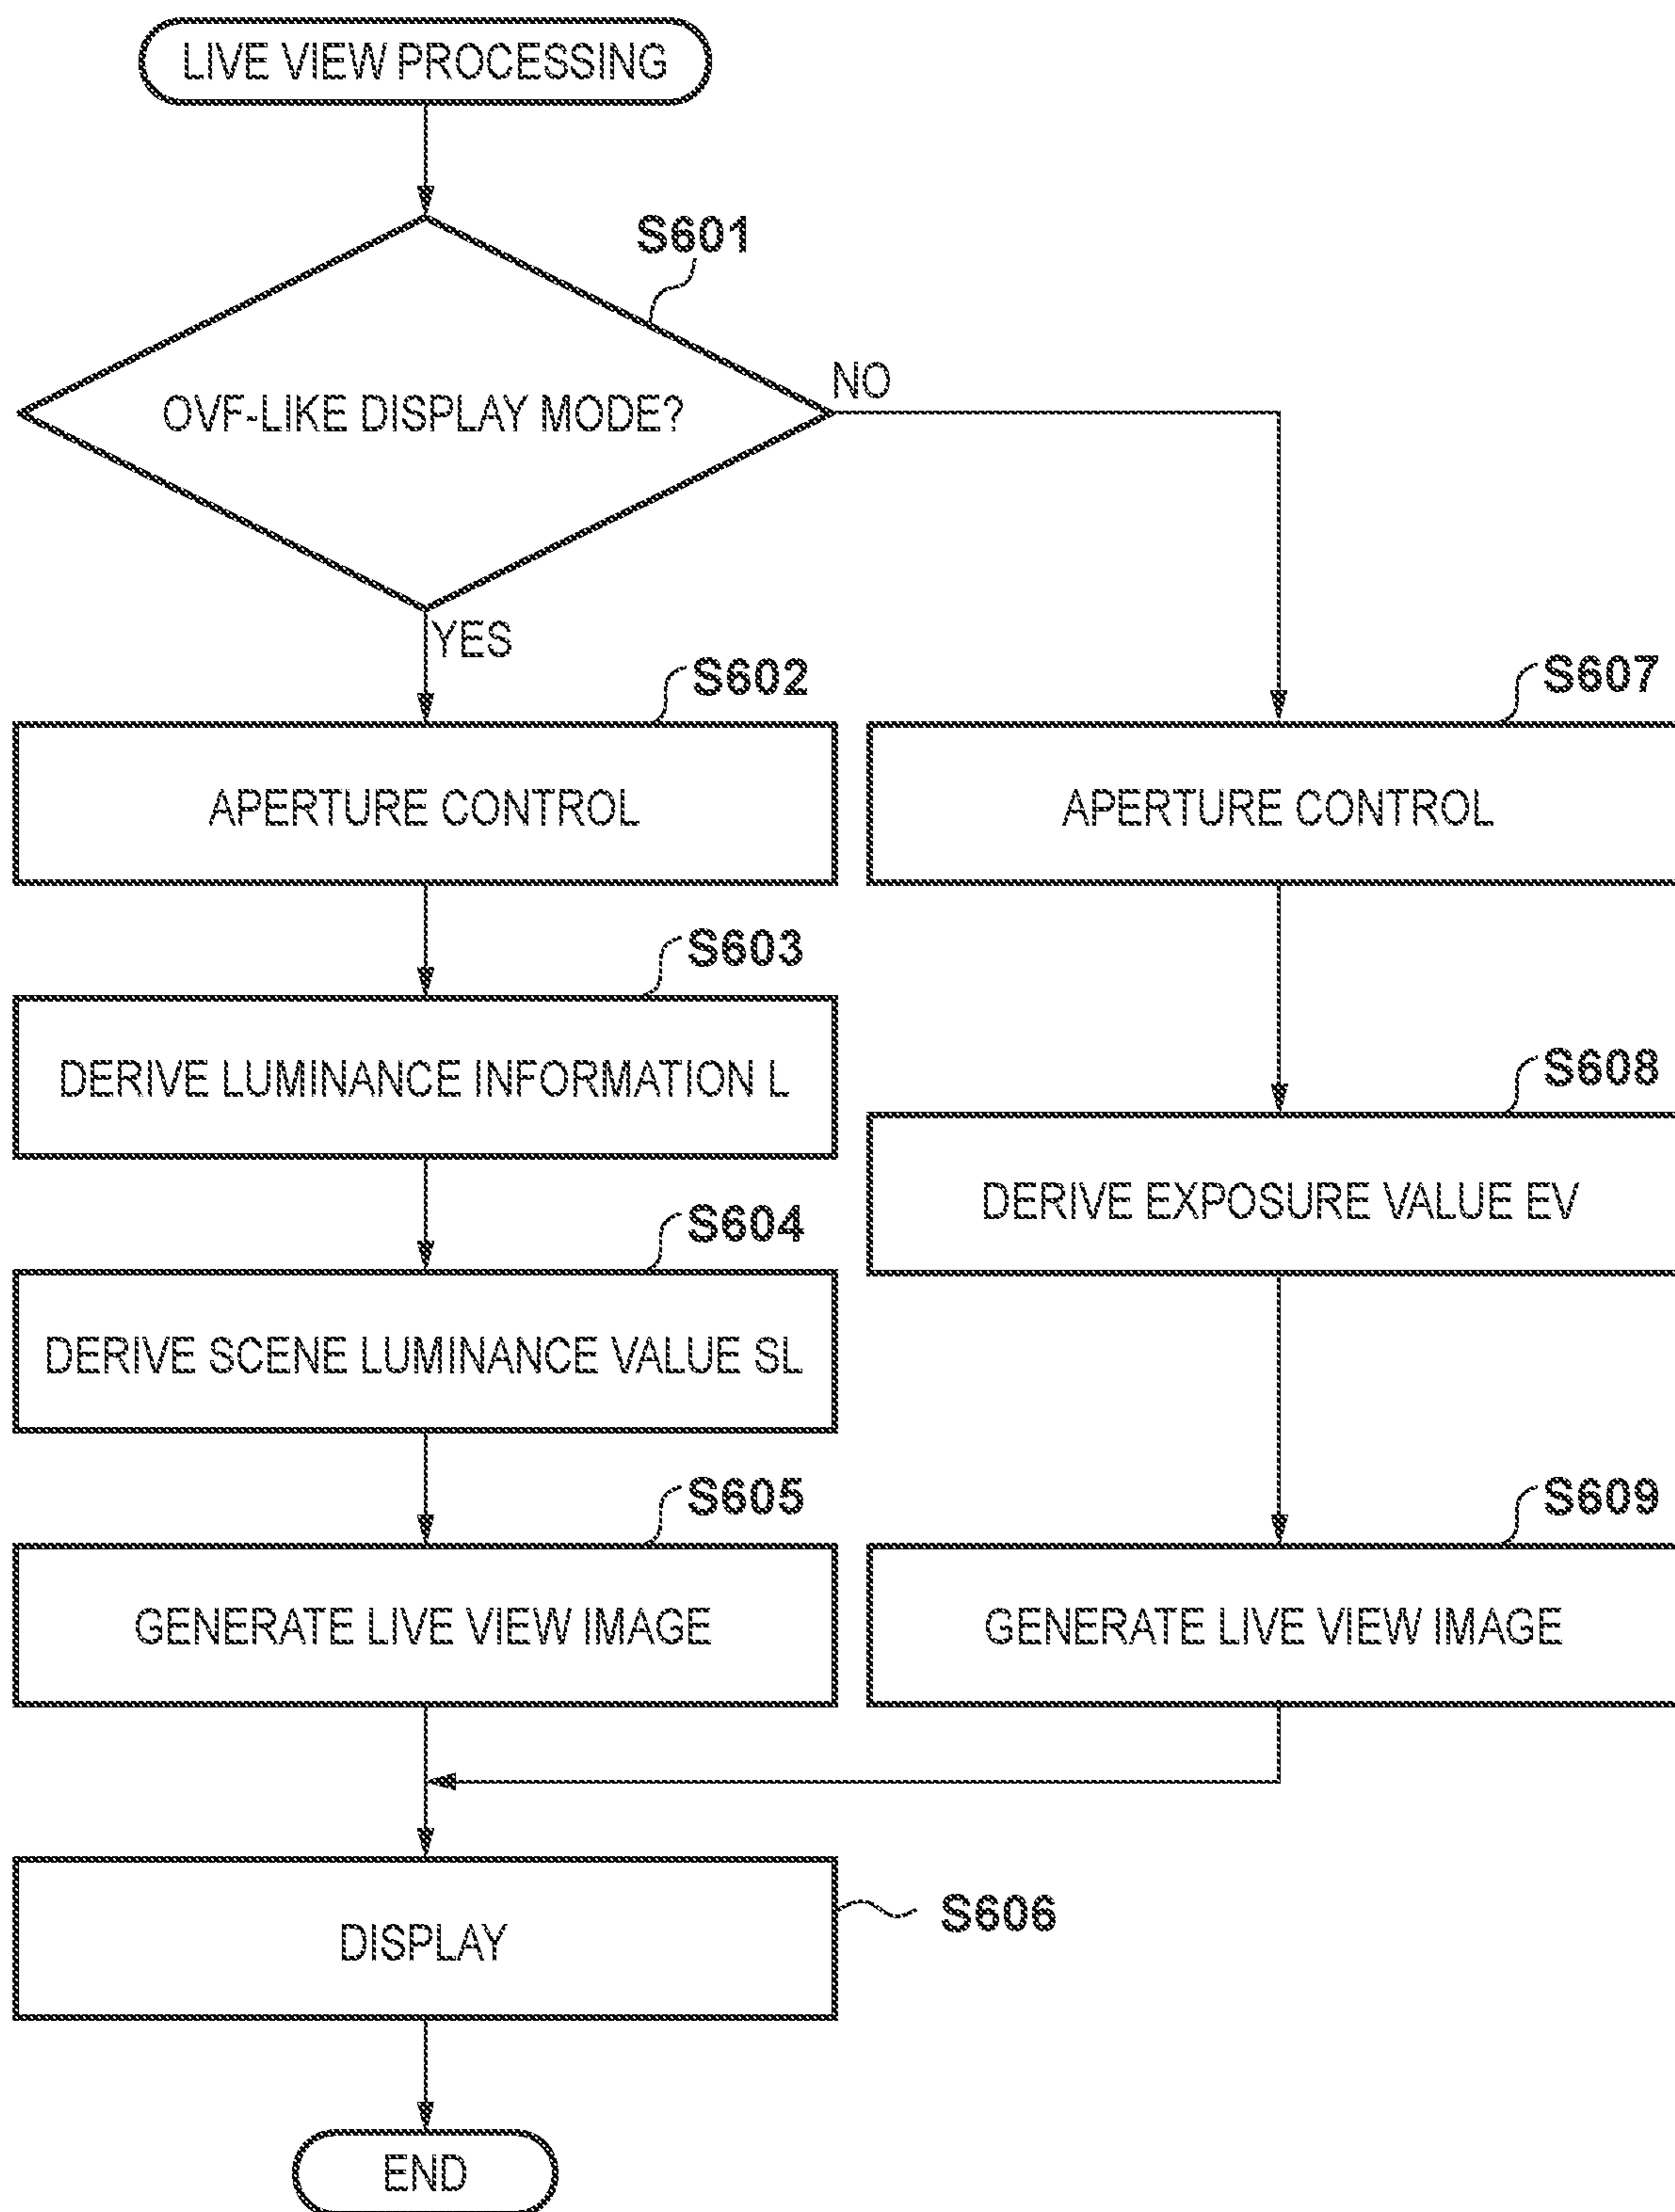 LIVE VIEW PROCESSING
S601
OVF-LIKE DISPLAY MODE?
NO
YES
S602
APERTURE CONTROL
S603
DERIVE LUMINANCE INFORMATION L
S604
DERIVE SCENE LUMINANCE VALUE SL
S605
GENERATE LIVE VIEW IMAGE
S607
APERTURE CONTROL
S608
DERIVE EXPOSURE VALUE EV
S609
GENERATE LIVE VIEW IMAGE
DISPLAY
S606
END